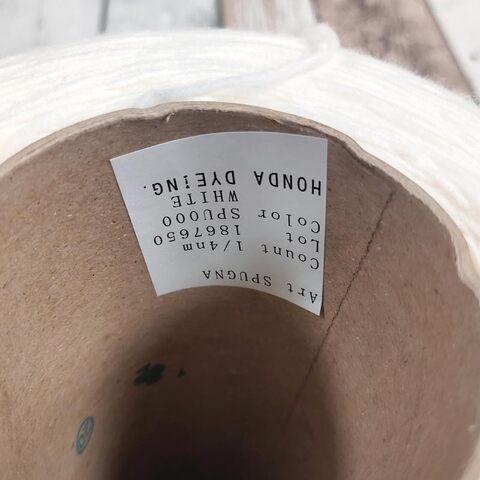 Art SPUGNA
Count 1/4nm
Lot 1867650
Color SPU000
WHITE
HONDA DYEING.